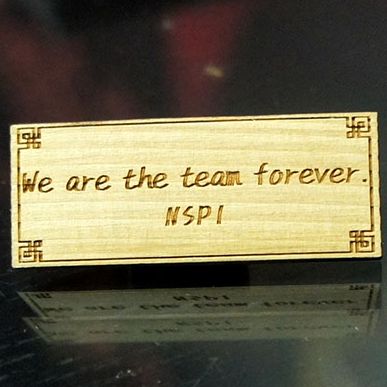 We are the team forever.
NSPI